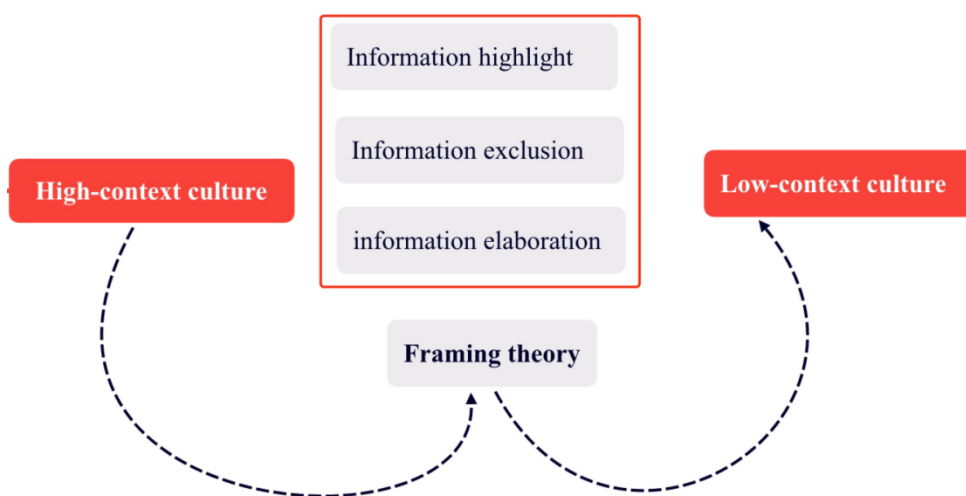 Information highlight
Information exclusion
High-context culture
Low-context culture
information elaboration
Framing theory